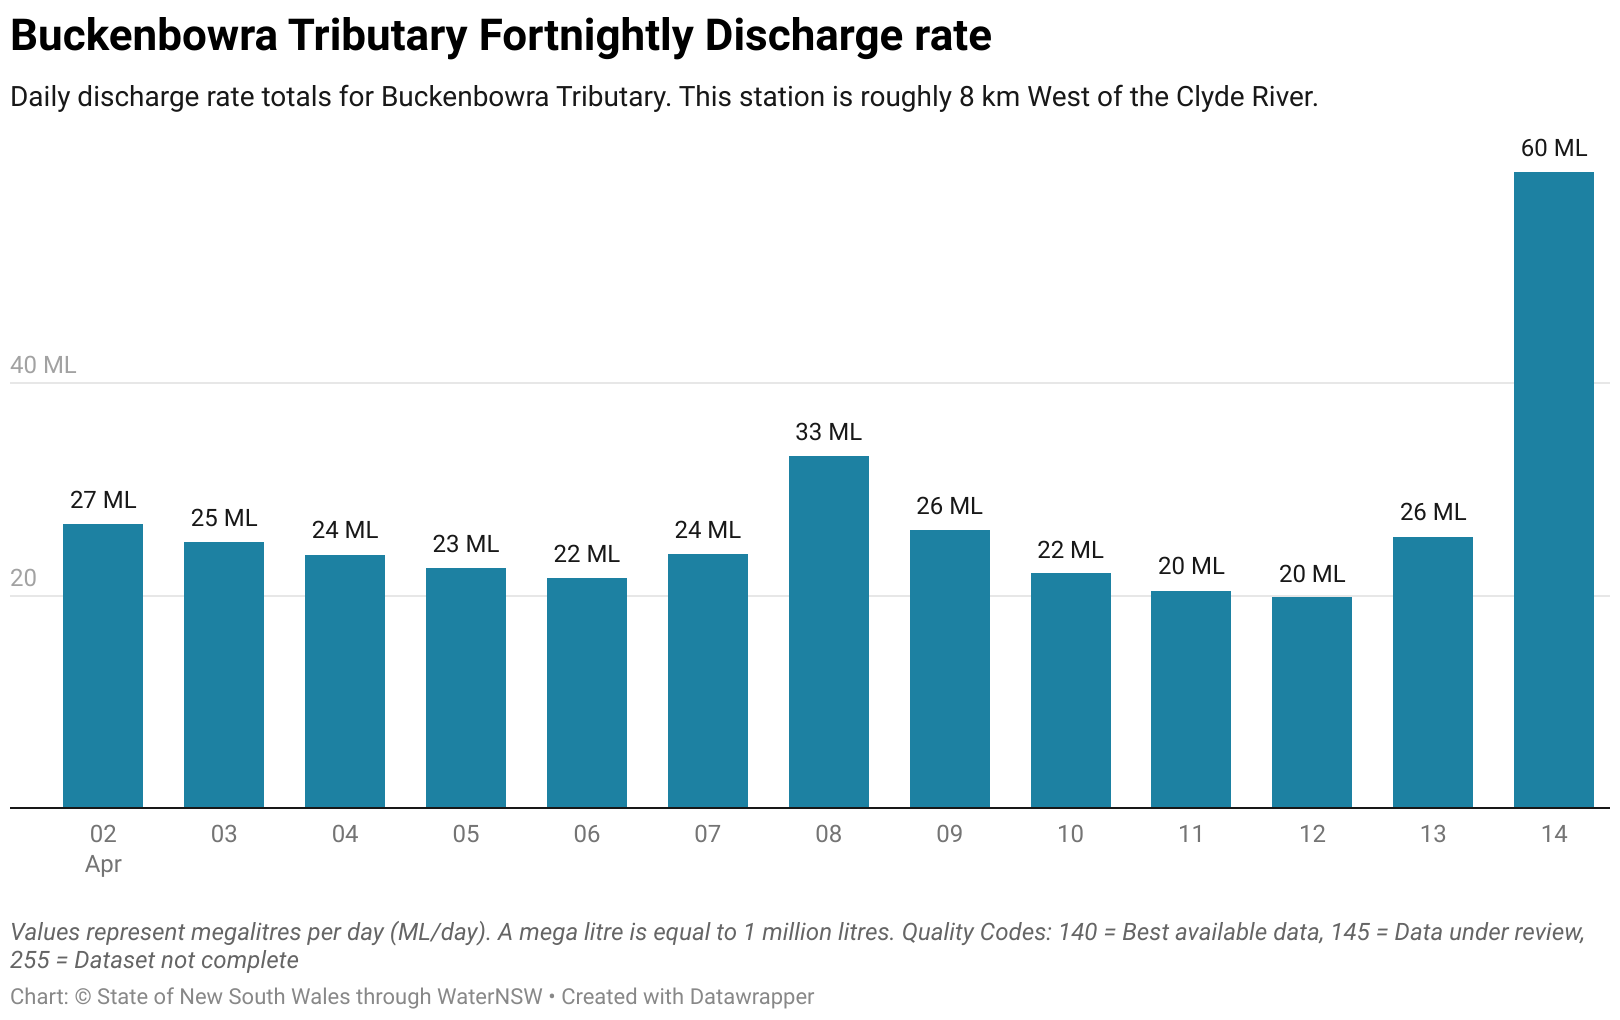 Buckenbowra Tributary Fortnightly Discharge rate
Daily discharge rate totals for Buckenbowra Tributary. This station is roughly 8 km West of the Clyde River.
60 ML
40 ML
33 ML
27 ML
25 ML
24 ML
23 ML
22 ML
24 ML
26 ML
22 ML
20 ML
20 ML
26 ML
20
02 03 04 05 06 07 08 09 10 11 12 13 14
Apr
Values represent megalitres per day (ML/day). A mega litre is equal to 1 million litres. Quality Codes: 140 = Best available data, 145 = Data under review,
255 = Dataset not complete
Chart: © State of New South Wales through WaterNSW • Created with Datawrapper